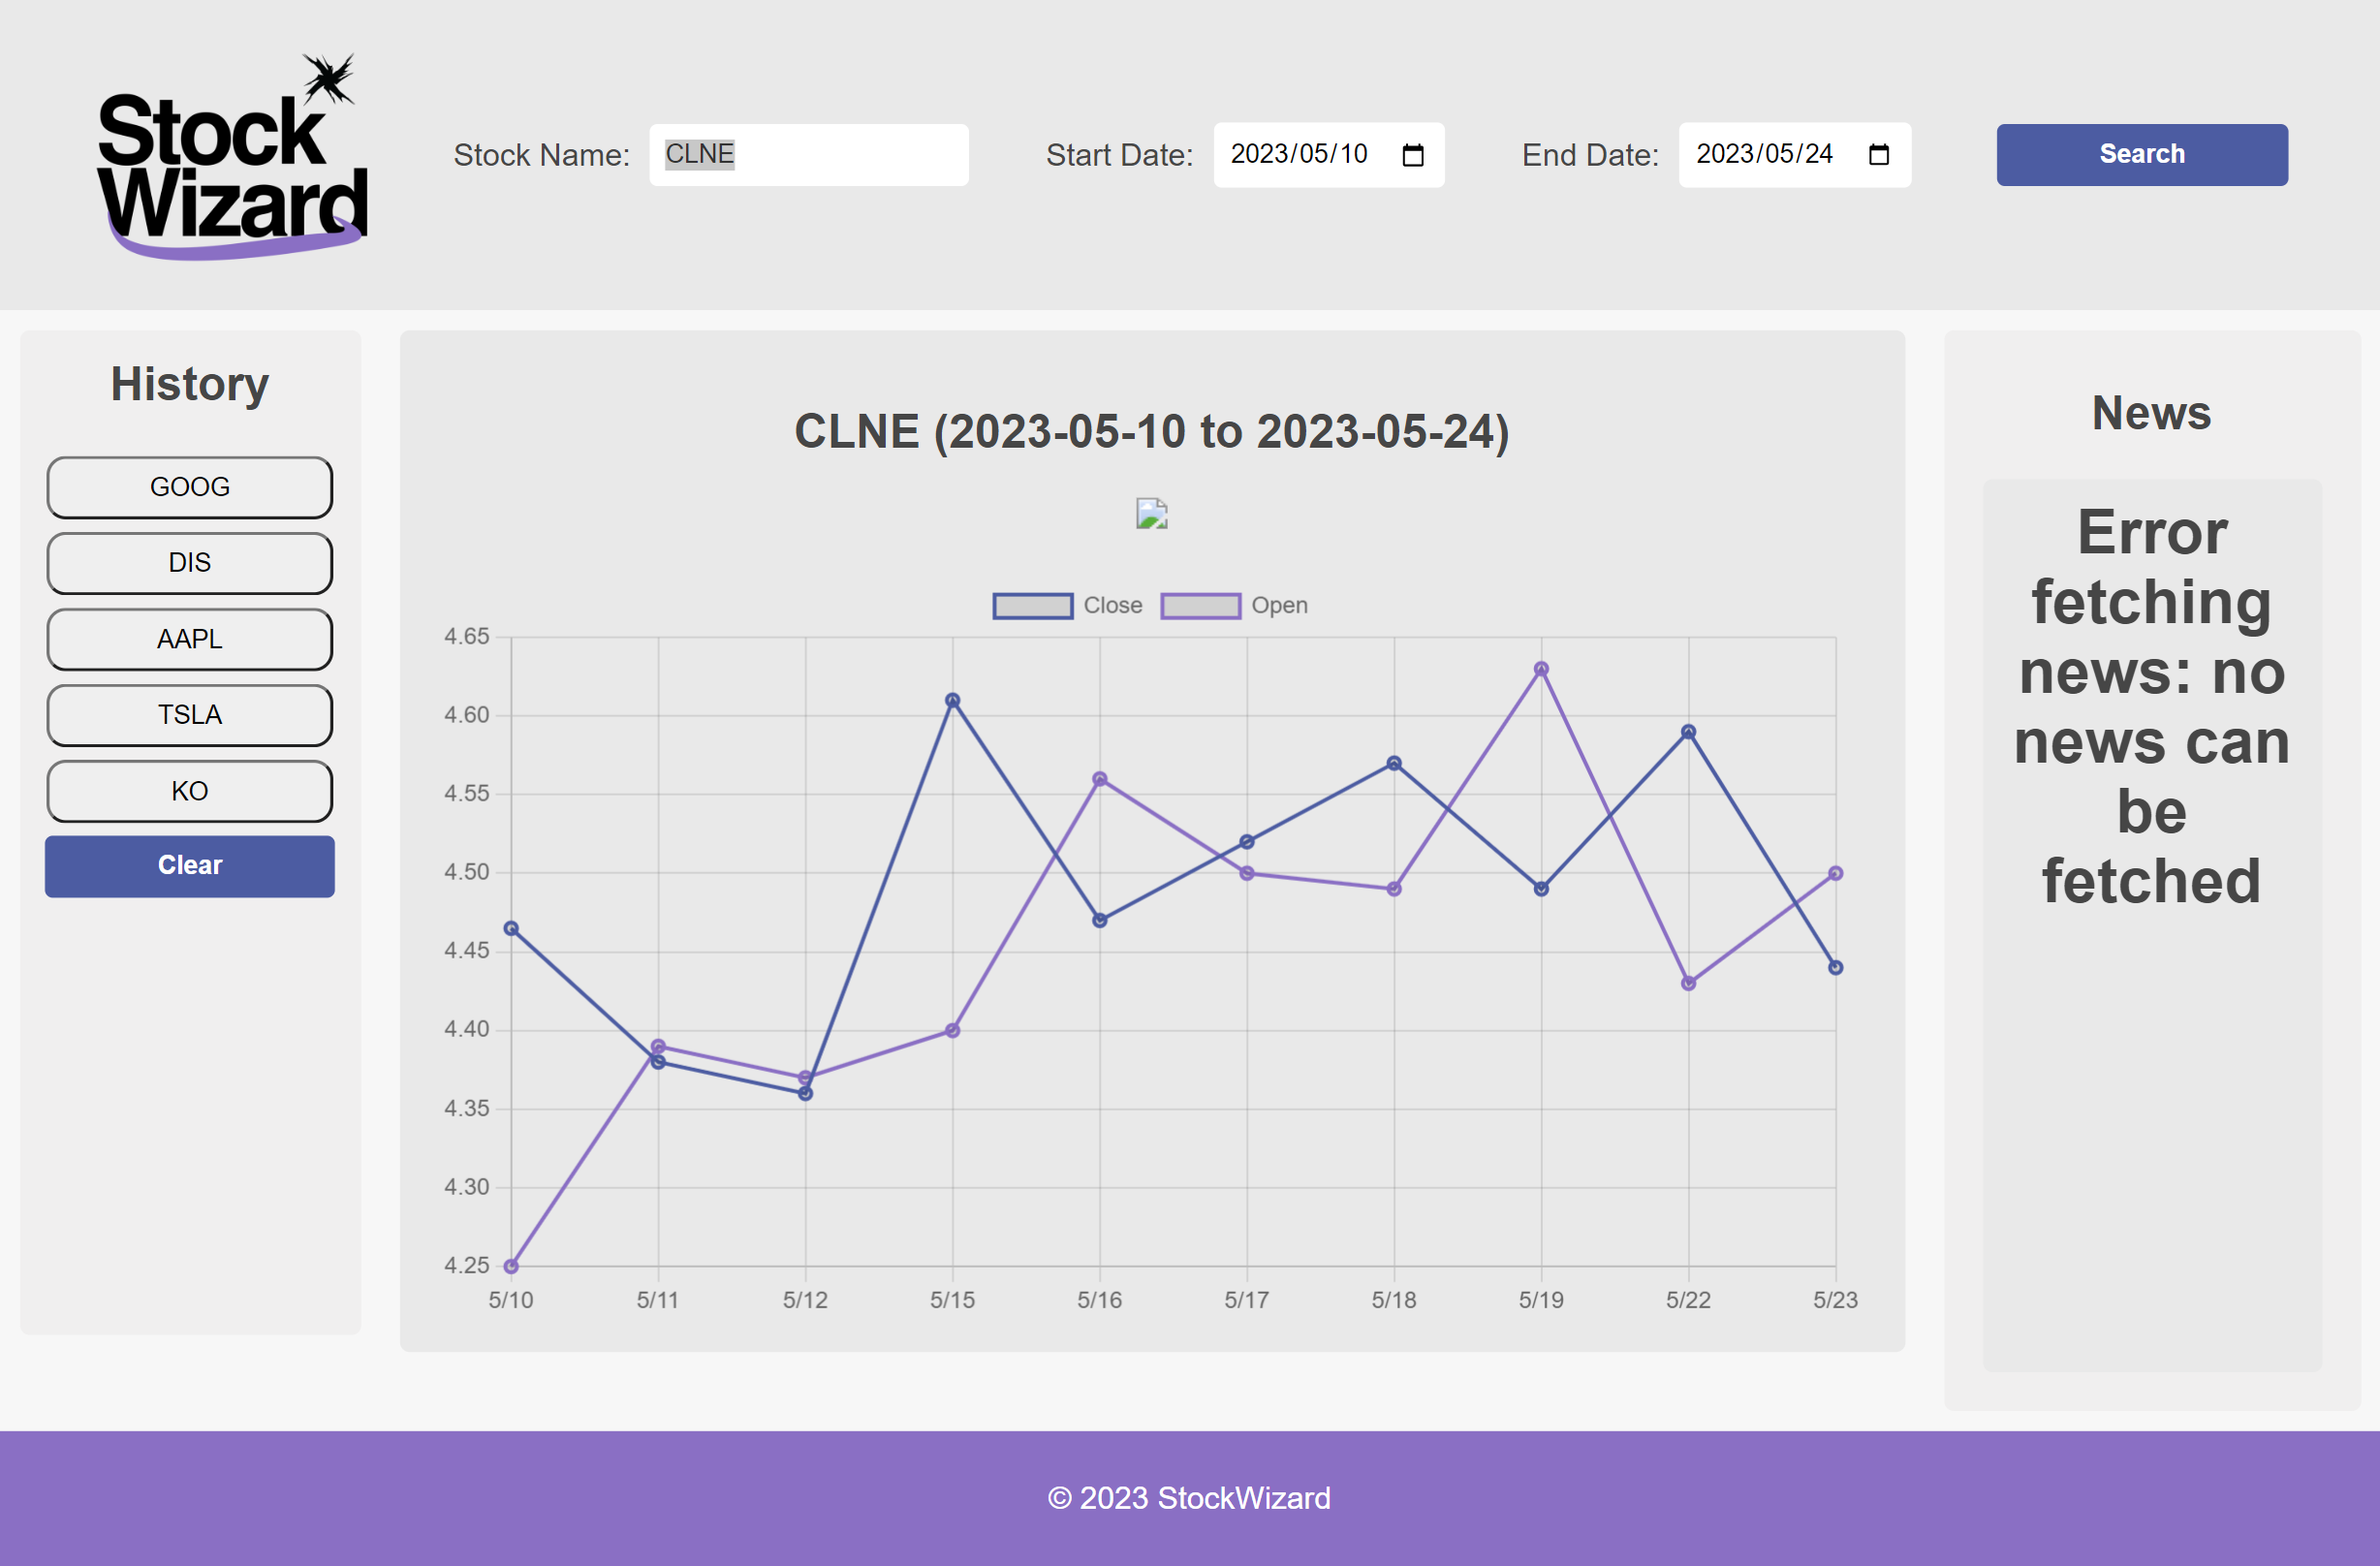 Stock
Wizard
Stock Name: CLNE Start Date: 2023/05/10 End Date: 2023/05/24 Search
History
GOOG
DIS
AAPL
TSLA
KO
Clear
CLNE (2023-05-10 to 2023-05-24)
Close Open
4.65
4.60
4.55
4.50
4.45
4.40
4.35
4.30
4.25
5/10 5/11 5/12 5/15 5/16 5/17 5/18 5/19 5/22 5/23
News
Error
fetching
news: no
news can
be
fetched
© 2023 StockWizard